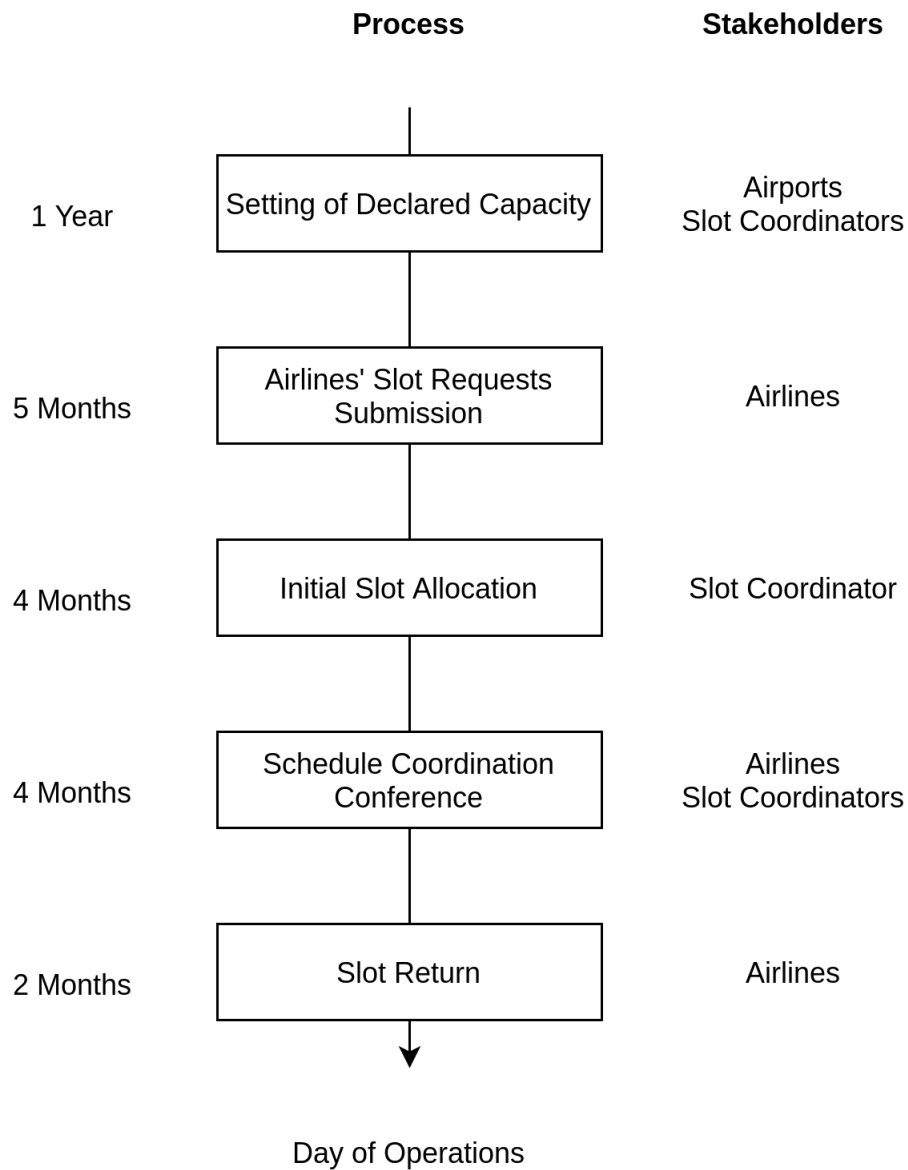 Process
Stakeholders
1 Year
Setting of Declared Capacity
Airports
Slot Coordinators
5 Months
Airlines' Slot Requests
Submission
Airlines
4 Months
Initial Slot Allocation
Slot Coordinator
4 Months
Schedule Coordination
Conference
Airlines
Slot Coordinators
2 Months
Slot Return
Airlines
Day of Operations